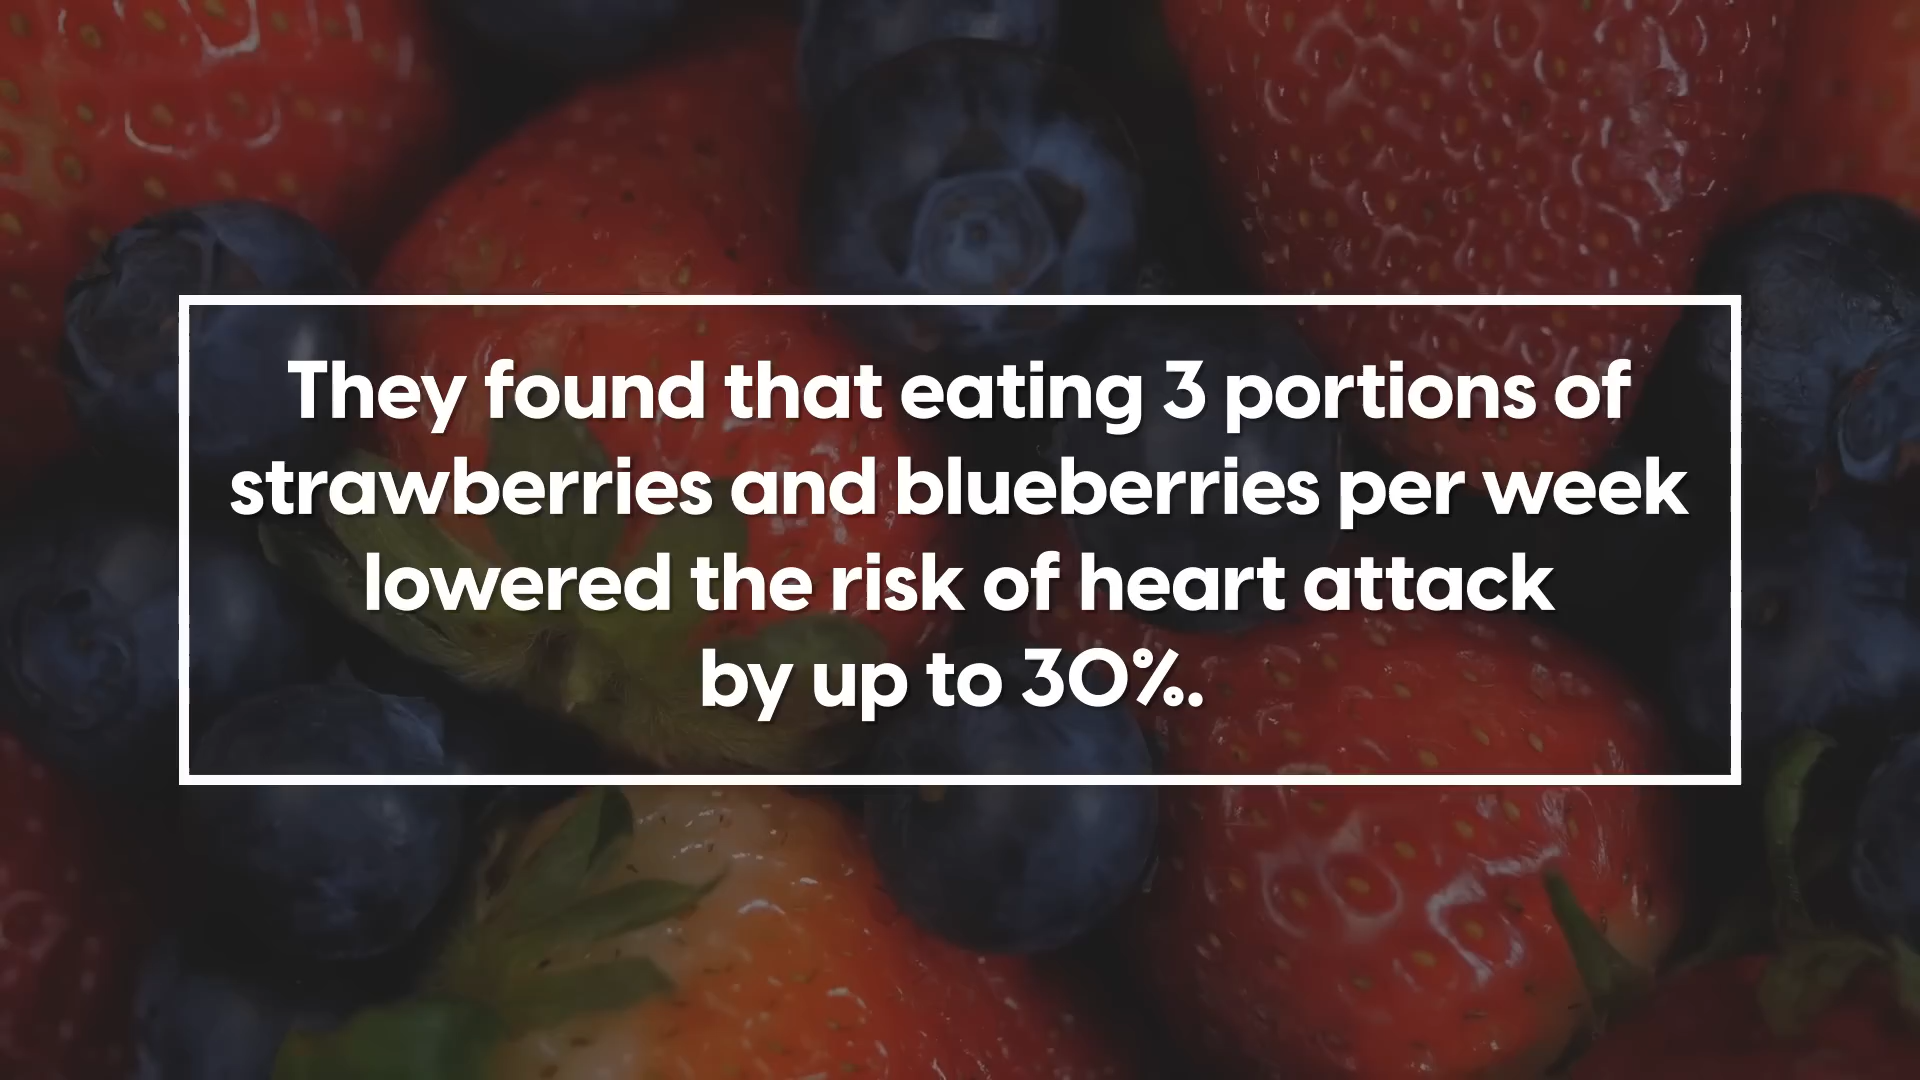 They found that eating 3 portions of
strawberries and blueberries per week
lowered the risk of heart attack
by up to 30%.